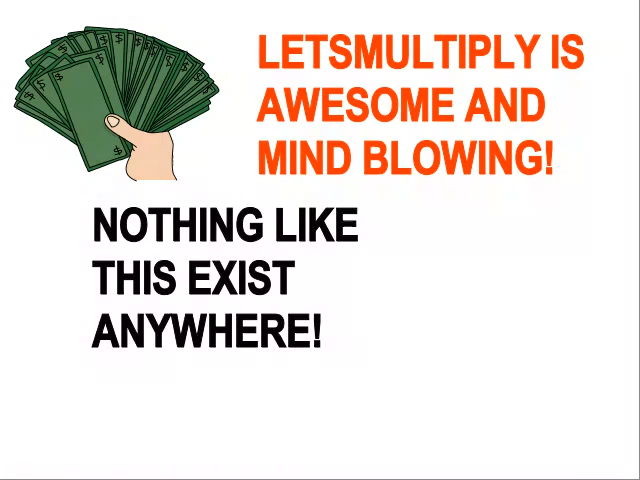 LETSMULTIPLY IS
AWESOME AND
MIND BLOWING!
NOTHING LIKE
THIS EXIST
ANYWHERE!